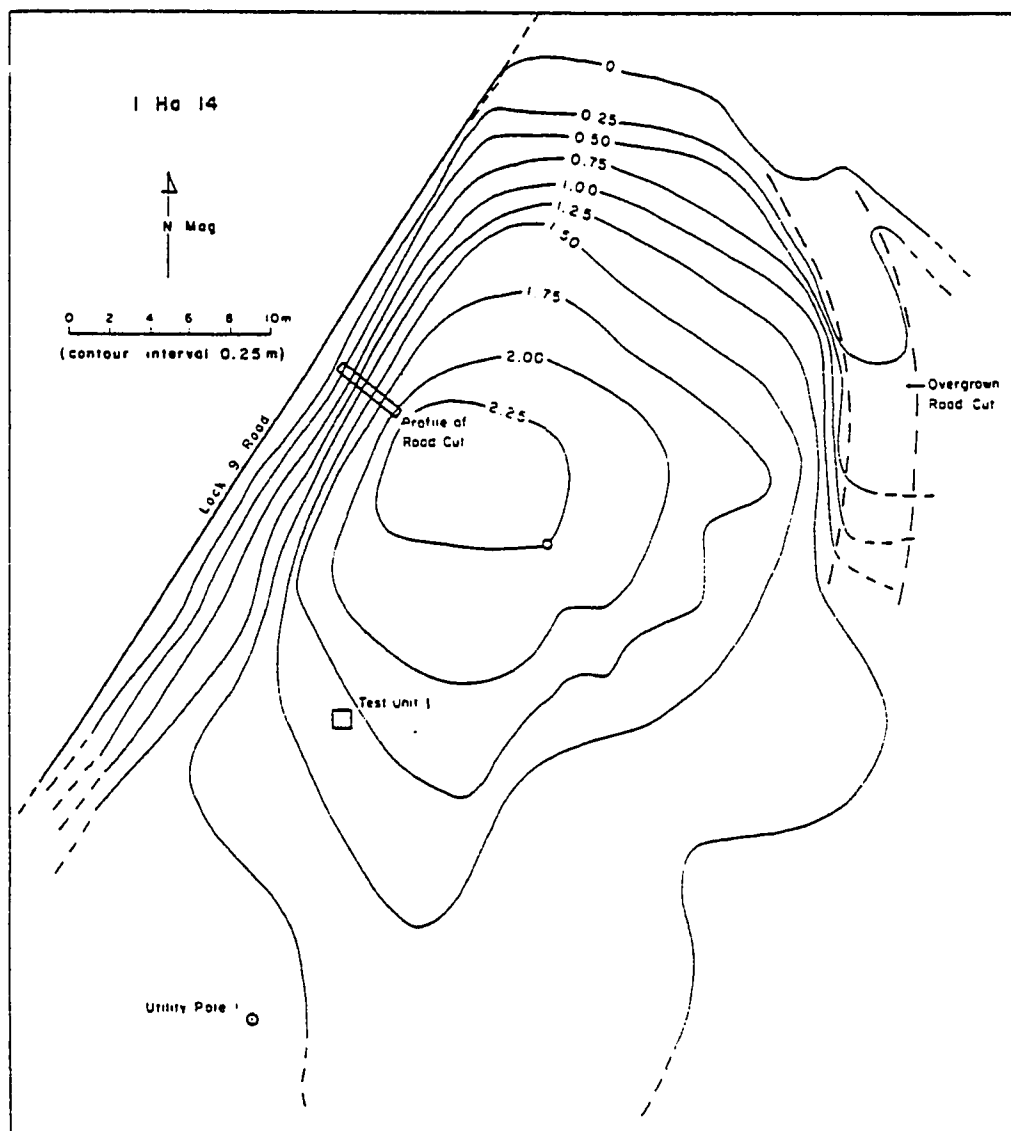 1 Ha 14
N Mag
0 2 4 6 8 10m
(contour interval 0.25m)
0
0.25
0.50
0.75
1.00
1.25
1.50
1.75
2.00
2.25
Profile of
Road Cut
Lock 9 Road
Overgrown
Road Cut
Test Unit 1
Utility Pole 1